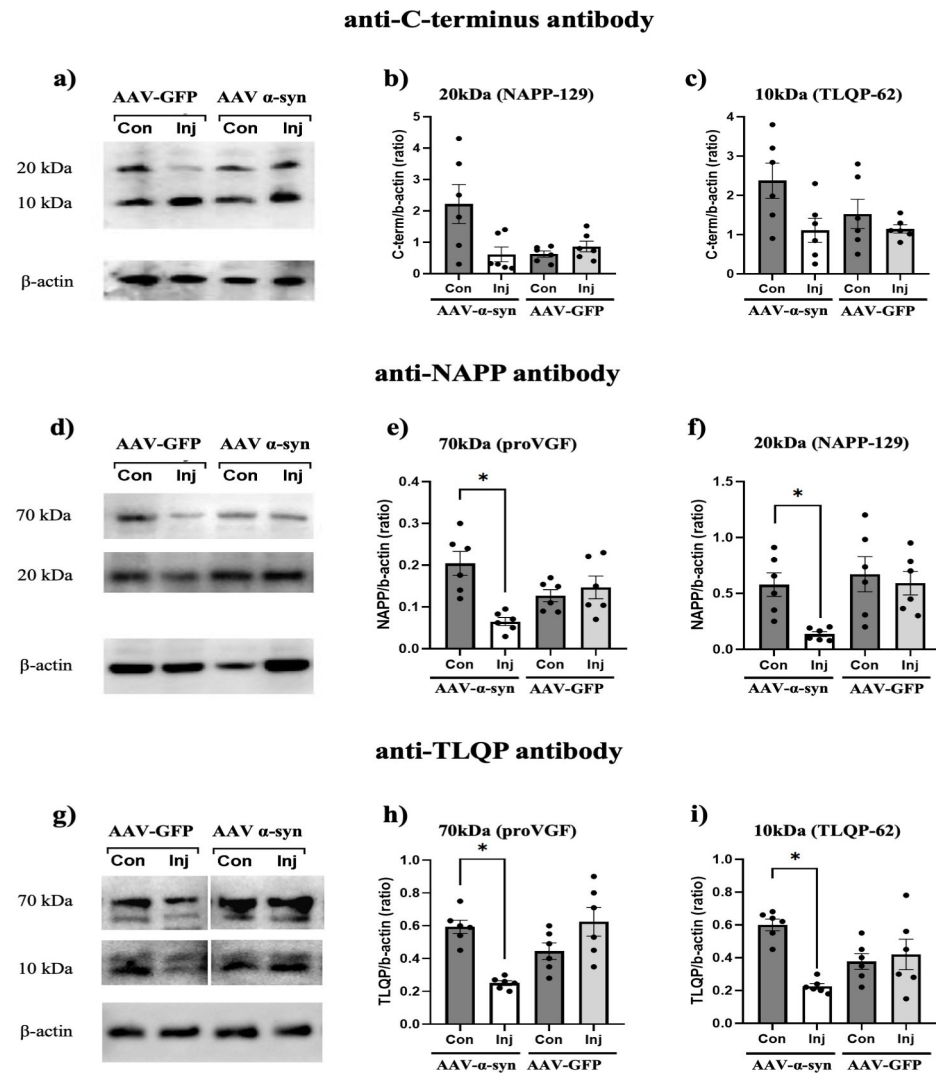 anti-C-terminus antibody
a)
AAV-GFP AAV α-syn
Con Inj Con Inj
20 kDa
10 kDa
β-actin
b)
20kDa (NAPP-129)
C-term/b-actin (ratio)
5
4
3
2
1
0
Con Inj Con Inj
AAV-α-syn AAV-GFP
c)
10kDa (TLQP-62)
C-term/b-actin (ratio)
4
3
2
1
0
Con Inj Con Inj
AAV-α-syn AAV-GFP
anti-NAPP antibody
d)
AAV-GFP AAV α-syn
Con Inj Con Inj
70 kDa
20 kDa
β-actin
e)
70kDa (proVGF)
NAPP/b-actin (ratio)
0.4
0.3
0.2
0.1
0.0
*
Con Inj Con Inj
AAV-α-syn AAV-GFP
f)
20kDa (NAPP-129)
NAPP/b-actin (ratio)
1.5
1.0
0.5
0.0
*
Con Inj Con Inj
AAV-α-syn AAV-GFP
anti-TLQP antibody
g)
AAV-GFP AAV α-syn
Con Inj Con Inj
70 kDa
10 kDa
β-actin
h)
70kDa (proVGF)
TLQP/b-actin (ratio)
1.0
0.8
0.6
0.4
0.2
0.0
*
Con Inj Con Inj
AAV-α-syn AAV-GFP
i)
10kDa (TLQP-62)
TLQP/b-actin (ratio)
1.0
0.8
0.6
0.4
0.2
0.0
*
Con Inj Con Inj
AAV-α-syn AAV-GFP